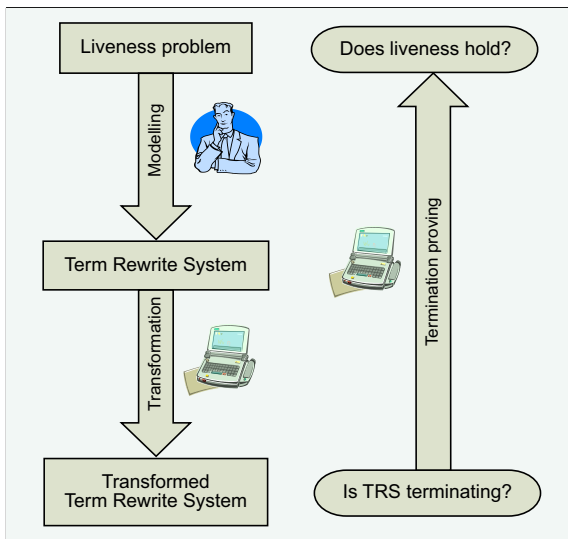 Liveness problem
Modelling
Term Rewrite System
Transformation
Transformed
Term Rewrite System
Does liveness hold?
Termination proving
Is TRS terminating?